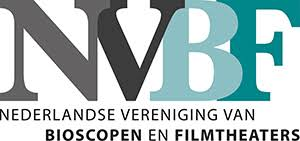 NVBF
NEDERLANDSE VERENIGING VAN
BIOSCOPEN EN FILMTHEATERS